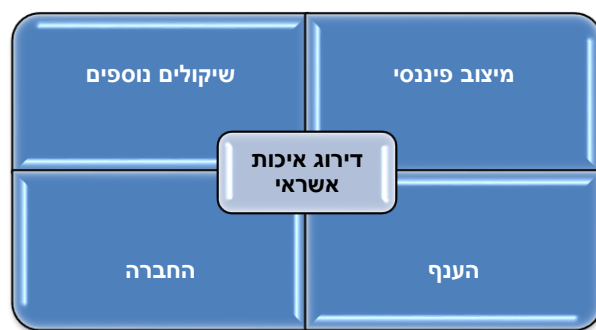 מיצוב פיננסי
שיקולים נוספים
דירוג איכות
אשראי
הענף
החברה